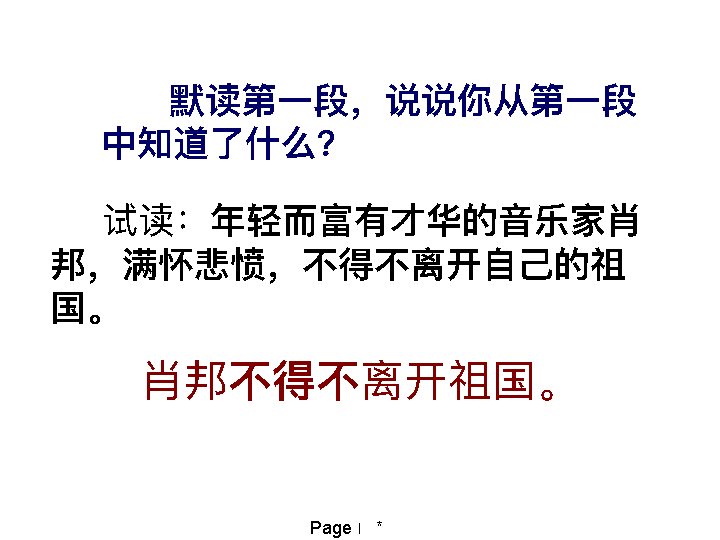 默读第一段，说说你从第一段
中知道了什么？
试读：年轻而富有才华的音乐家肖
邦，满怀悲愤，不得不离开自己的祖
国。
肖邦不得不离开祖国。
Page | *